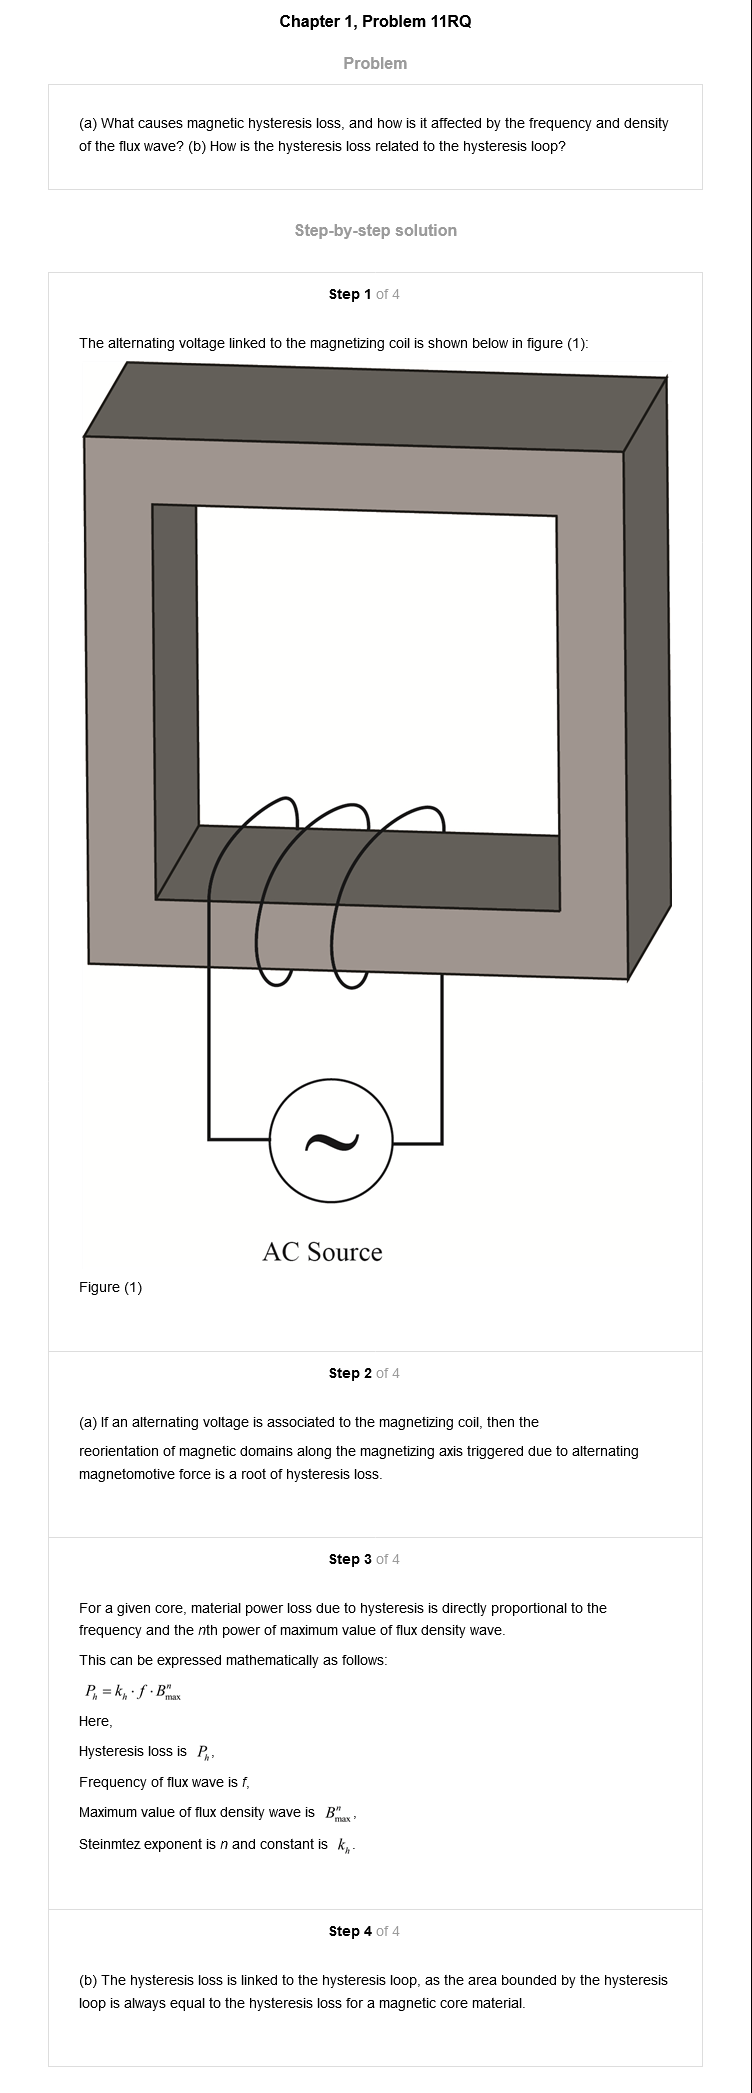 Chapter 1, Problem 11RQ
Problem
(a) What causes magnetic hysteresis loss, and how is it affected by the frequency and density
of the flux wave? (b) How is the hysteresis loss related to the hysteresis loop?
Step-by-step solution
Step 1 of 4
The alternating voltage linked to the magnetizing coil is shown below in figure (1):
~
AC Source
Figure (1)
Step 2 of 4
(a) If an alternating voltage is associated to the magnetizing coil, then the
reorientation of magnetic domains along the magnetizing axis triggered due to alternating
magnetomotive force is a root of hysteresis loss.
Step 3 of 4
For a given core, material power loss due to hysteresis is directly proportional to the
frequency and the nth power of maximum value of flux density wave.
This can be expressed mathematically as follows:
P_h = k_h · f · B^n_max
Here,
Hysteresis loss is P_h,
Frequency of flux wave is f,
Maximum value of flux density wave is B^n_max,
Steinmtez exponent is n and constant is k_h.
Step 4 of 4
(b) The hysteresis loss is linked to the hysteresis loop, as the area bounded by the hysteresis
loop is always equal to the hysteresis loss for a magnetic core material.